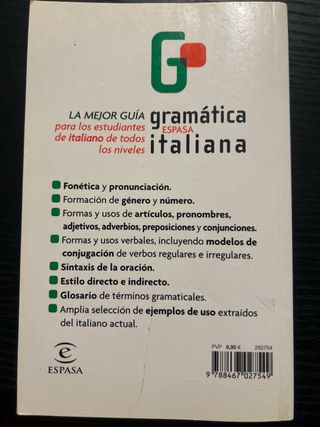 G
LA MEJOR GUÍA
para los estudiantes
de italiano de todos
los niveles
gramática
ESPASA
italiana
Fonética y pronunciación.
Formación de género y número.
Formas y usos de artículos, pronombres,
adjetivos, adverbios, preposiciones y conjunciones.
Formas y usos verbales, incluyendo modelos de
conjugación de verbos regulares e irregulares.
Sintaxis de la oración.
Estilo directo e indirecto.
Glosario de términos gramaticales.
Amplia selección de ejemplos de uso extraídos
del italiano actual.
e
ESPASA
PVP 9,95 € 262754
9 788467 027549